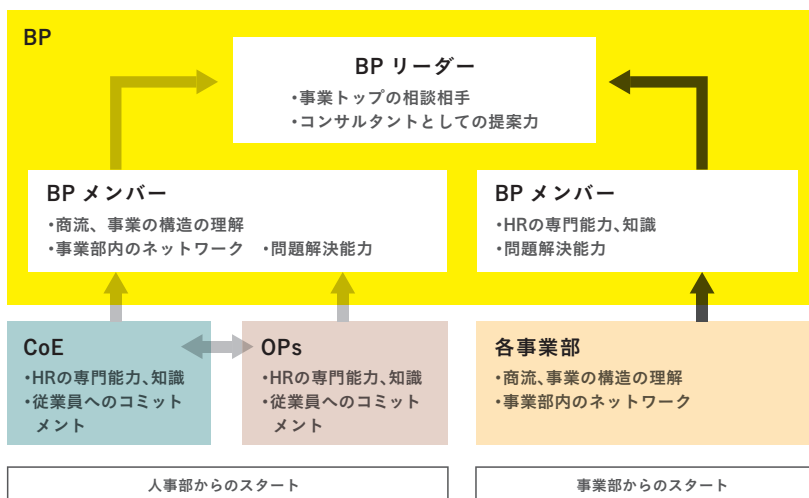 BP
BP リーダー
・事業トップの相談相手
・コンサルタントとしての提案力
BP メンバー
・商流、事業の構造の理解
・事業部内のネットワーク ・問題解決能力
BP メンバー
・HRの専門能力、知識
・問題解決能力
CoE
・HRの専門能力、知識
・従業員へのコミット
メント
OPs
・HRの専門能力、知識
・従業員へのコミット
メント
各事業部
・商流、事業の構造の理解
・事業部内のネットワーク
人事部からのスタート
事業部からのスタート